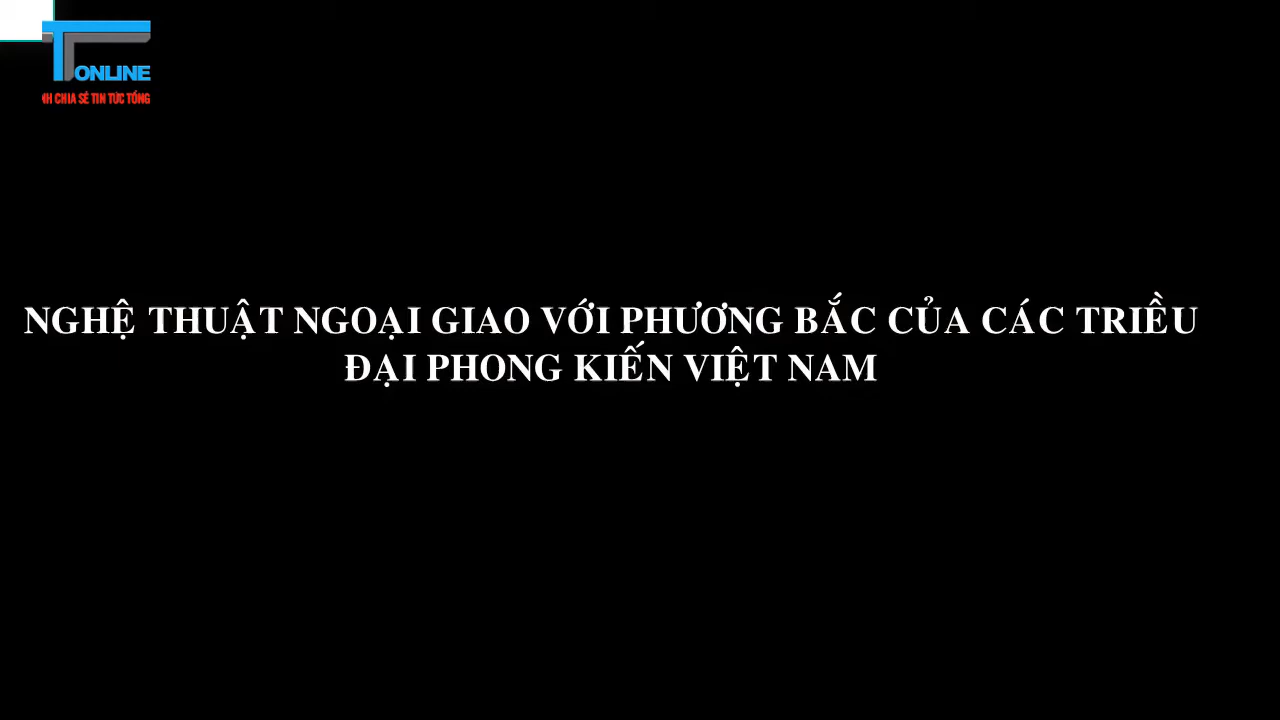 ONLINE
CHIA SẺ TIN TỨC TỔNG
NGHỆ THUẬT NGOẠI GIAO VỚI PHƯƠNG BẮC CỦA CÁC TRIỀU
ĐẠI PHONG KIẾN VIỆT NAM